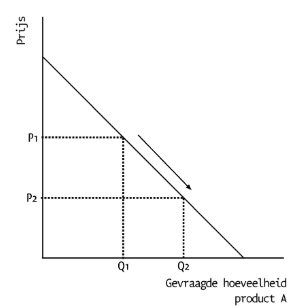 Prijs
P1
P2
Q1 Q2
Gevraagde hoeveelheid
product A